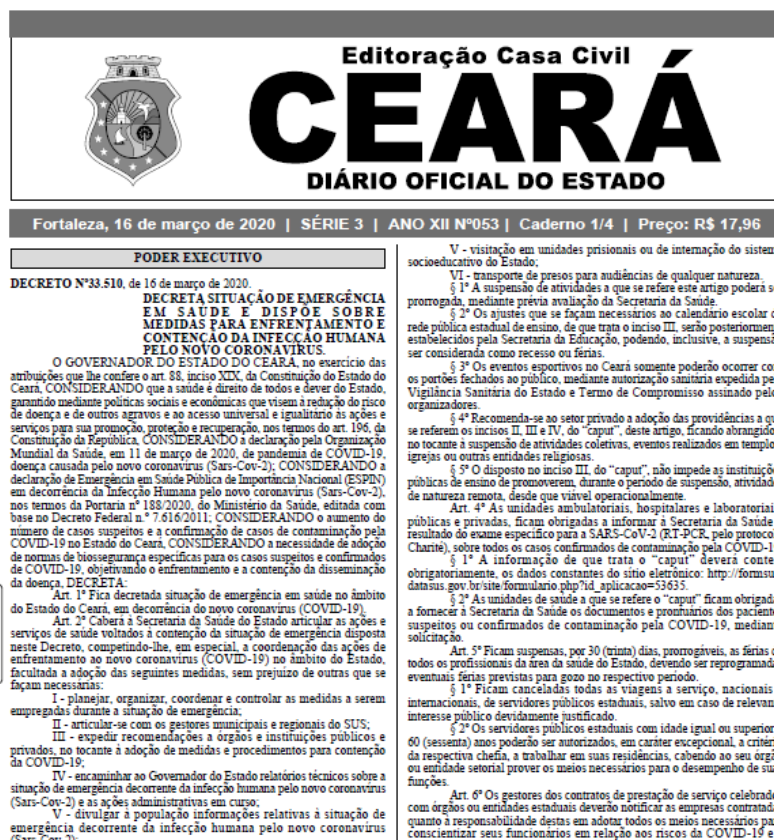 Editoração Casa Civil
CEARÁ
DIÁRIO OFICIAL DO ESTADO
Fortaleza, 16 de março de 2020 | SÉRIE 3 | ANO XII Nº053 | Caderno 1/4 | Preço: R$ 17,96
PODER EXECUTIVO
DECRETO Nº33.510, de 16 de março de 2020.
DECRETA SITUAÇÃO DE EMERGÊNCIA
EM SAÚDE E DISPÕE SOBRE
MEDIDAS PARA ENFRENTAMENTO E
CONTENÇÃO DA INFECÇÃO HUMANA
PELO NOVO CORONAVÍRUS.
O GOVERNADOR DO ESTADO DO CEARA, no exercício das
atribuições que lhe confere o art. 88, inciso XIX, da Constituição do Estado do
Ceará, CONSIDERANDO que a saúde é direito de todos e dever do Estado,
garantido mediante políticas sociais e econômicas que visem à redução do risco
de doença e de outros agravos e ao acesso universal e igualitário às ações e
serviços para sua promoção, proteção e recuperação, nos termos do art. 196, da
Constituição da República, CONSIDERANDO a declaração pela Organização
Mundial da Saúde, em 11 de março de 2020, de pandemia de COVID-19,
doença causada pelo novo coronavírus (Sars-Cov-2); CONSIDERANDO a
declaração de Emergência em Saúde Pública de Importância Nacional (ESPIN)
em decorrência da Infecção Humana pelo novo coronavírus (Sars-Cov-2),
nos termos da Portaria nº 188/2020, do Ministério da Saúde, editada com
base no Decreto Federal n.º 7.616/2011; CONSIDERANDO o aumento do
número de casos suspeitos e a confirmação de casos de contaminação pela
COVID-19 no Estado do Ceará, CONSIDERANDO a necessidade de adoção
de normas de biossegurança específicas para os casos suspeitos e confirmados
de COVID-19, objetivando o enfrentamento e a contenção da disseminação
da doença, DECRETA:
Art. 1º Fica decretada situação de emergência em saúde no âmbito
do Estado do Ceará, em decorrência do novo coronavírus (COVID-19).
Art. 2º Caberá à Secretaria da Saúde do Estado articular as ações e
serviços de saúde voltados à contenção da situação de emergência disposta
neste Decreto, competindo-lhe, em especial, a coordenação das ações de
enfrentamento ao novo coronavírus (COVID-19) no âmbito do Estado,
facultada a adoção das seguintes medidas, sem prejuízo de outras que se
façam necessárias:
I - planejar, organizar, coordenar e controlar as medidas a serem
empregadas durante a situação de emergência;
II - articular-se com os gestores municipais e regionais do SUS;
III - expedir recomendações a órgãos e instituições públicos e
privados, no tocante à adoção de medidas e procedimentos para contenção
da COVID-19;
IV - encaminhar ao Governador do Estado relatórios técnicos sobre a
situação de emergência decorrente da infecção humana pelo novo coronavírus
(Sars-Cov-2) e as ações administrativas em curso;
V - divulgar à população informações relativas à situação de
emergência decorrente da infecção humana pelo novo coronavírus
(Sars-Cov-2);
V - visitação em unidades prisionais ou de internação do sistem
socioeducativo do Estado;
VI - transporte de presos para audiências de qualquer natureza.
§ 1º A suspensão de atividades a que se refere este artigo poderá se
prorrogada, mediante prévia avaliação da Secretaria da Saúde.
§ 2º Os ajustes que se façam necessários ao calendário escolar d
rede pública estadual de ensino, de que trata o inciso III, serão posteriormen
estabelecidos pela Secretaria da Educação, podendo, inclusive, a suspensã
ser considerada como recesso ou férias.
§ 3º Os eventos esportivos no Ceará somente poderão ocorrer co
os portões fechados ao público, mediante autorização sanitária expedida pe
Vigilância Sanitária do Estado e Termo de Compromisso assinado pelo
organizadores.
§ 4º Recomenda-se ao setor privado a adoção das providências a qu
se referem os incisos II, III e IV, do "caput", deste artigo, ficando abrangido
no tocante à suspensão de atividades coletivas, eventos realizados em templo
igrejas ou outras entidades religiosas.
§ 5º O disposto no inciso III, do "caput", não impede as instituiçõe
públicas de ensino de promoverem, durante o período de suspensão, atividade
de natureza remota, desde que viável operacionalmente.
Art. 4º As unidades ambulatoriais, hospitalares e laboratoriai
públicas e privadas, ficam obrigadas a informar à Secretaria da Saúde
resultado do exame específico para a SARS-CoV-2 (RT-PCR, pelo protocol
Charité), sobre todos os casos confirmados de contaminação pela COVID-1
§ 1º A informação de que trata o "caput" deverá conte
obrigatoriamente, os dados constantes do sítio eletrônico: http://formsu
datasus.gov.br/site/formulario.php?id_aplicacao=53635.
§ 2º As unidades de saúde a que se refere o "caput" ficam obrigada
a fornecer à Secretaria da Saúde os documentos e prontuários dos paciente
suspeitos ou confirmados de contaminação pela COVID-19, median
solicitação.
Art. 5º Ficam suspensas, por 30 (trinta) dias, prorrogáveis, as férias d
todos os profissionais da área da saúde do Estado, devendo ser reprogramada
eventuais férias previstas para gozo no respectivo período.
§ 1º Ficam canceladas todas as viagens a serviço, nacionais
internacionais, de servidores públicos estaduais, salvo em caso de relevan
interesse público devidamente justificado.
§ 2º Os servidores públicos estaduais com idade igual ou superior
60 (sessenta) anos poderão ser autorizados, em caráter excepcional, a critéri
da respectiva chefia, a trabalhar em suas residências, cabendo ao seu órgã
ou entidade setorial prover os meios necessários para o desempenho de sua
funções.
Art. 6º Os gestores dos contratos de prestação de serviço celebrado
com órgãos ou entidades estaduais deverão notificar as empresas contratada
quanto à responsabilidade destas em adotar todos os meios necessários pa
conscientizar seus funcionários em relação aos riscos da COVID-19 e